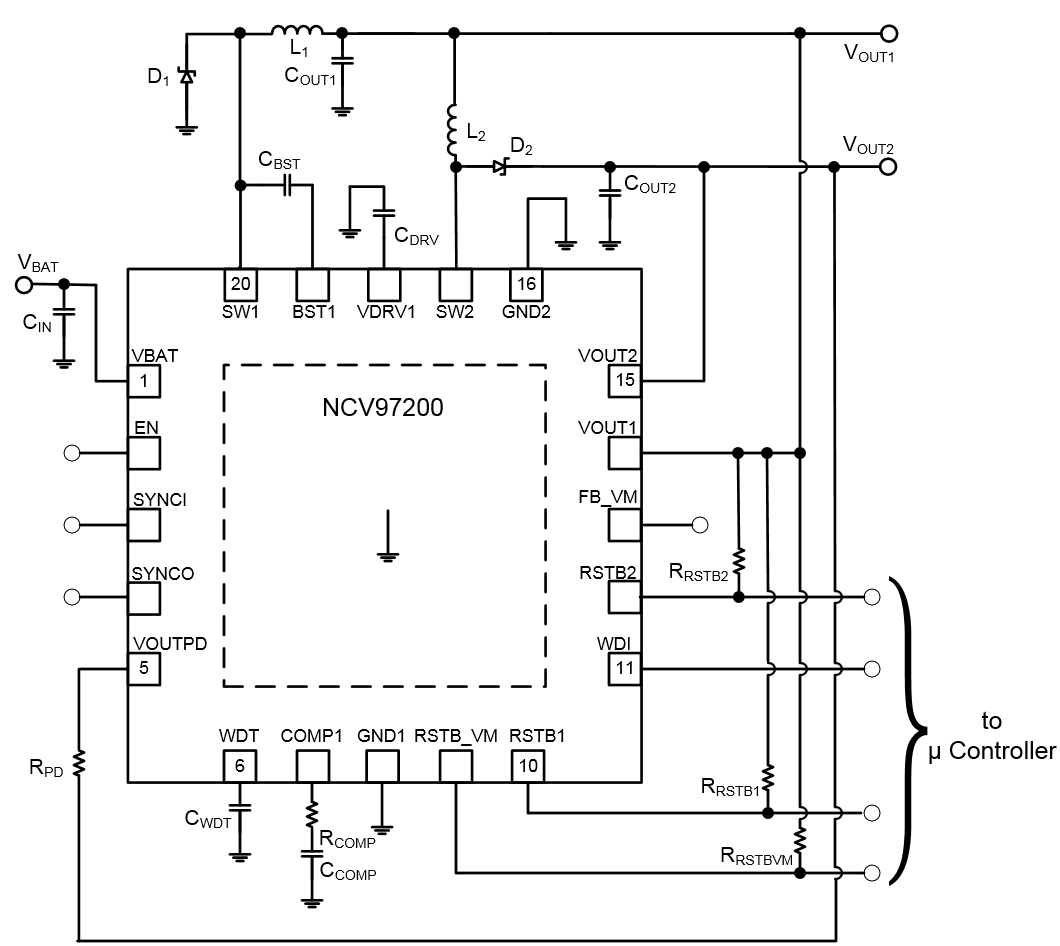 L1
VOUT1
COUT1
D1
L2
D2
VOUT2
CBST
COUT2
CDRV
VBAT
20
16
SW1
BST1
VDRV1
SW2
GND2
CIN
VBAT
VOUT2
1
15
NCV97200
EN
VOUT1
SYNCI
FB_VM
SYNCO
RSTB2
RRSTB2
VOUTPD
WDI
5
11
to
µ Controller
WDT
COMP1
GND1
RSTB_VM
RSTB1
6
10
RPD
RRSTB1
CWDT
RCOMP
RRSTBVM
CCOMP